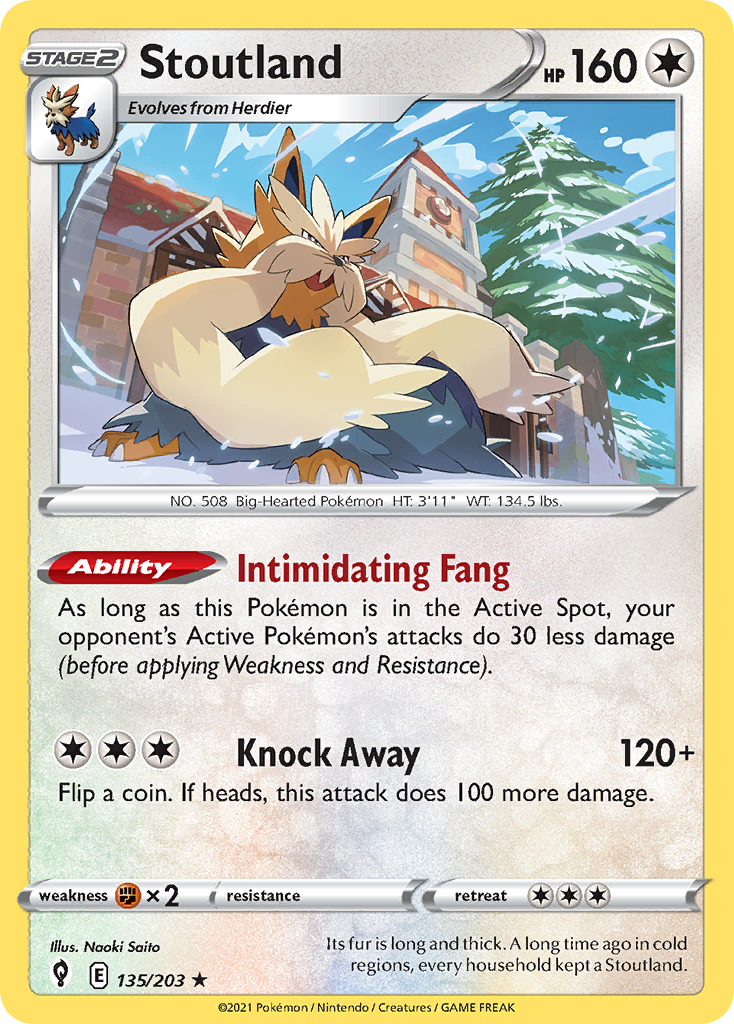 STAGE2
Stoutland
HP 160
Evolves from Herdier
NO. 508 Big-Hearted Pokémon HT: 3'11" WT: 134.5 lbs.
Ability Intimidating Fang
As long as this Pokémon is in the Active Spot, your
opponent's Active Pokémon's attacks do 30 less damage
(before applying Weakness and Resistance).
Knock Away 120+
Flip a coin. If heads, this attack does 100 more damage.
weakness ×2 resistance retreat
Illus. Naoki Saito
Its fur is long and thick. A long time ago in cold
regions, every household kept a Stoutland.
E 135/203 ★
©2021 Pokémon / Nintendo / Creatures / GAME FREAK